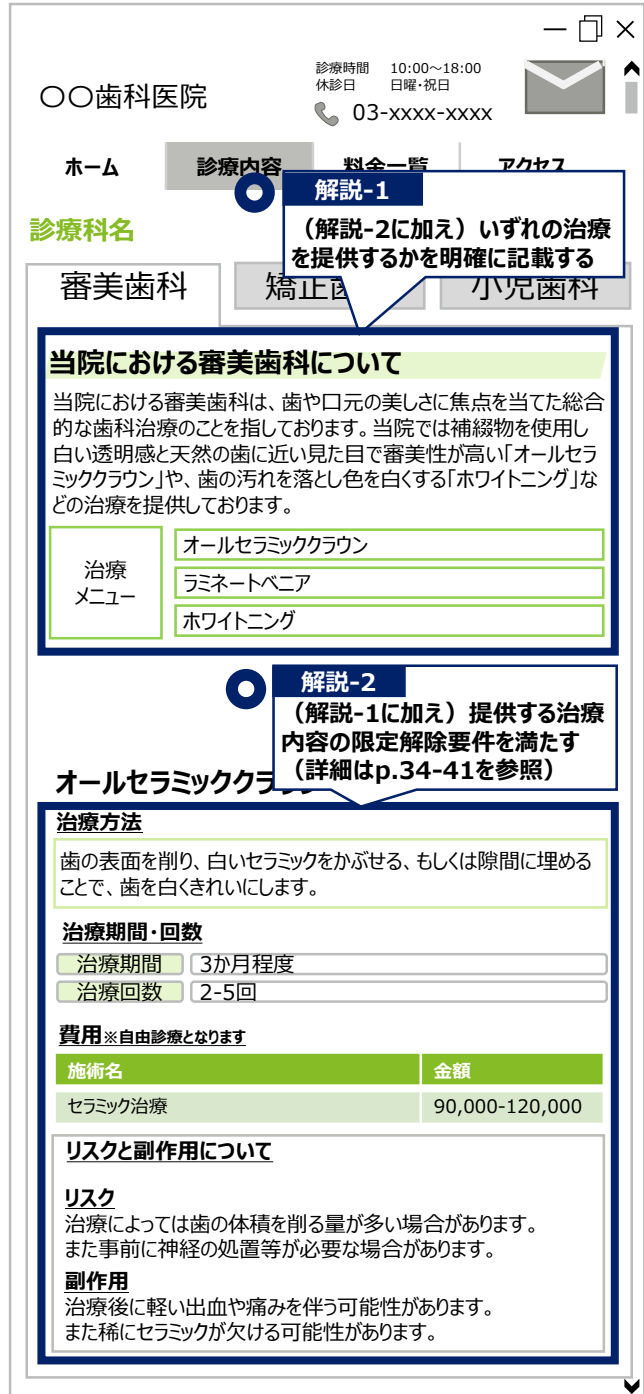 診療時間 10:00～18:00
休診日 日曜・祝日
〇〇歯科医院
03-xxxx-xxxx
ホーム 診療内容 料金一覧 アクセス
解説-1
（解説-2に加え）いずれの治療
を提供するかを明確に記載する
診療科名
審美歯科 矯正歯 小児歯科
当院における審美歯科について
当院における審美歯科は、歯や口元の美しさに焦点を当てた総合
的な歯科治療のことを指しております。当院では補綴物を使用し
白い透明感と天然の歯に近い見た目で審美性が高い「オールセラ
ミッククラウン」や、歯の汚れを落とし色を白くする「ホワイトニング」な
どの治療を提供しております。
治療
メニュー
オールセラミッククラウン
ラミネートベニア
ホワイトニング
解説-2
（解説-1に加え）提供する治療
内容の限定解除要件を満たす
（詳細はp.34-41を参照）
オールセラミッククラウン
治療方法
歯の表面を削り、白いセラミックをかぶせる、もしくは隙間に埋める
ことで、歯を白くきれいにします。
治療期間・回数
治療期間 3か月程度
治療回数 2-5回
費用※自由診療となります
施術名 金額
セラミック治療 90,000-120,000
リスクと副作用について
リスク
治療によっては歯の体積を削る量が多い場合があります。
また事前に神経の処置等が必要な場合があります。
副作用
治療後に軽い出血や痛みを伴う可能性があります。
また稀にセラミックが欠ける可能性があります。